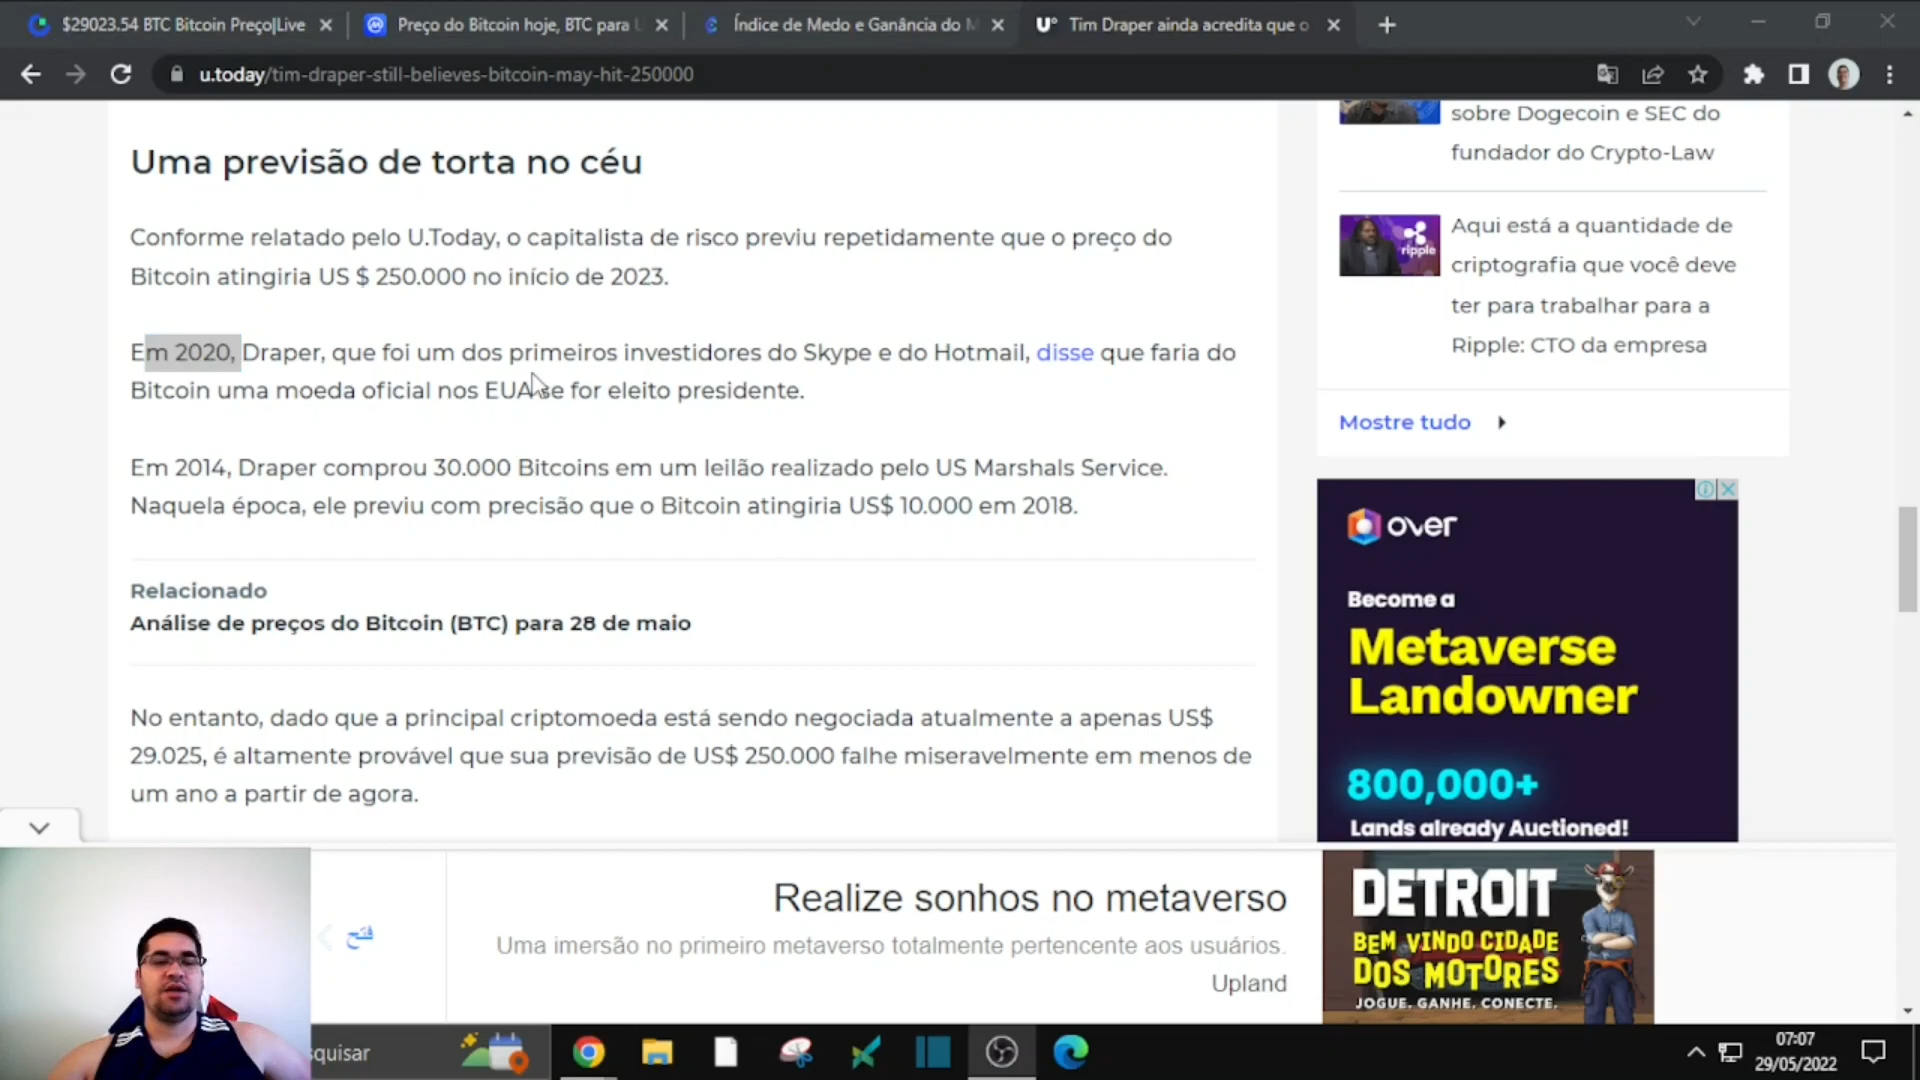 $29023.54 BTC Bitcoin Preço|Live
Preço do Bitcoin hoje, BTC para U
Índice de Medo e Ganância do M
U° Tim Draper ainda acredita que o
u.today/tim-draper-still-believes-bitcoin-may-hit-250000
Uma previsão de torta no céu
Conforme relatado pelo U.Today, o capitalista de risco previu repetidamente que o preço do
Bitcoin atingiria US $ 250.000 no início de 2023.
Em 2020, Draper, que foi um dos primeiros investidores do Skype e do Hotmail, disse que faria do
Bitcoin uma moeda oficial nos EUA se for eleito presidente.
Em 2014, Draper comprou 30.000 Bitcoins em um leilão realizado pelo US Marshals Service.
Naquela época, ele previu com precisão que o Bitcoin atingiria US$ 10.000 em 2018.
Relacionado
Análise de preços do Bitcoin (BTC) para 28 de maio
No entanto, dado que a principal criptomoeda está sendo negociada atualmente a apenas US$
29.025, é altamente provável que sua previsão de US$ 250.000 falhe miseravelmente em menos de
um ano a partir de agora.
sobre Dogecoin e SEC do
fundador do Crypto-Law
ripple
Aqui está a quantidade de
criptografia que você deve
ter para trabalhar para a
Ripple: CTO da empresa
Mostre tudo
over
Become a
Metaverse
Landowner
800,000+
Lands already Auctioned!
فتح
Realize sonhos no metaverso
Uma imersão no primeiro metaverso totalmente pertencente aos usuários.
Upland
DETROIT
BEM VINDO CIDADE
DOS MOTORES
JOGUE. GANHE. CONECTE.
squisar
07:07
29/05/2022